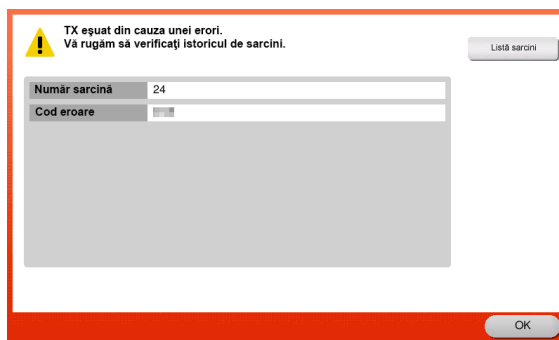 TX eşuat din cauza unei erori.
Vă rugăm să verificaţi istoricul de sarcini.
Listă sarcini
Număr sarcină 24
Cod eroare
OK